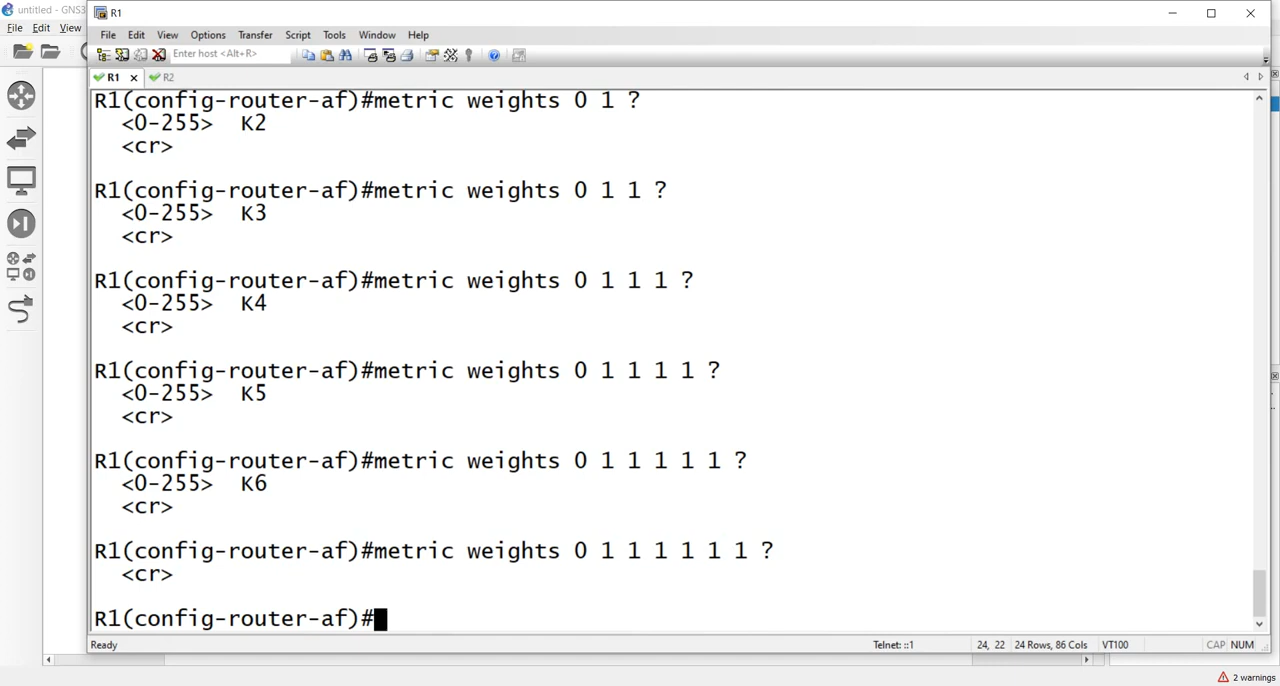 untitled - GNS3
R1
File Edit View
File Edit View Options Transfer Script Tools Window Help
Enter host <Alt+R>
R1 R2
R1(config-router-af)#metric weights 0 1 ?
<0-255> K2
<cr>
R1(config-router-af)#metric weights 0 1 1 ?
<0-255> K3
<cr>
R1(config-router-af)#metric weights 0 1 1 1 ?
<0-255> K4
<cr>
R1(config-router-af)#metric weights 0 1 1 1 1 ?
<0-255> K5
<cr>
R1(config-router-af)#metric weights 0 1 1 1 1 1 ?
<0-255> K6
<cr>
R1(config-router-af)#metric weights 0 1 1 1 1 1 1 ?
<cr>
R1(config-router-af)#
Ready Telnet: ::1 24, 22 24 Rows, 86 Cols VT100 CAP NUM
2 warnings